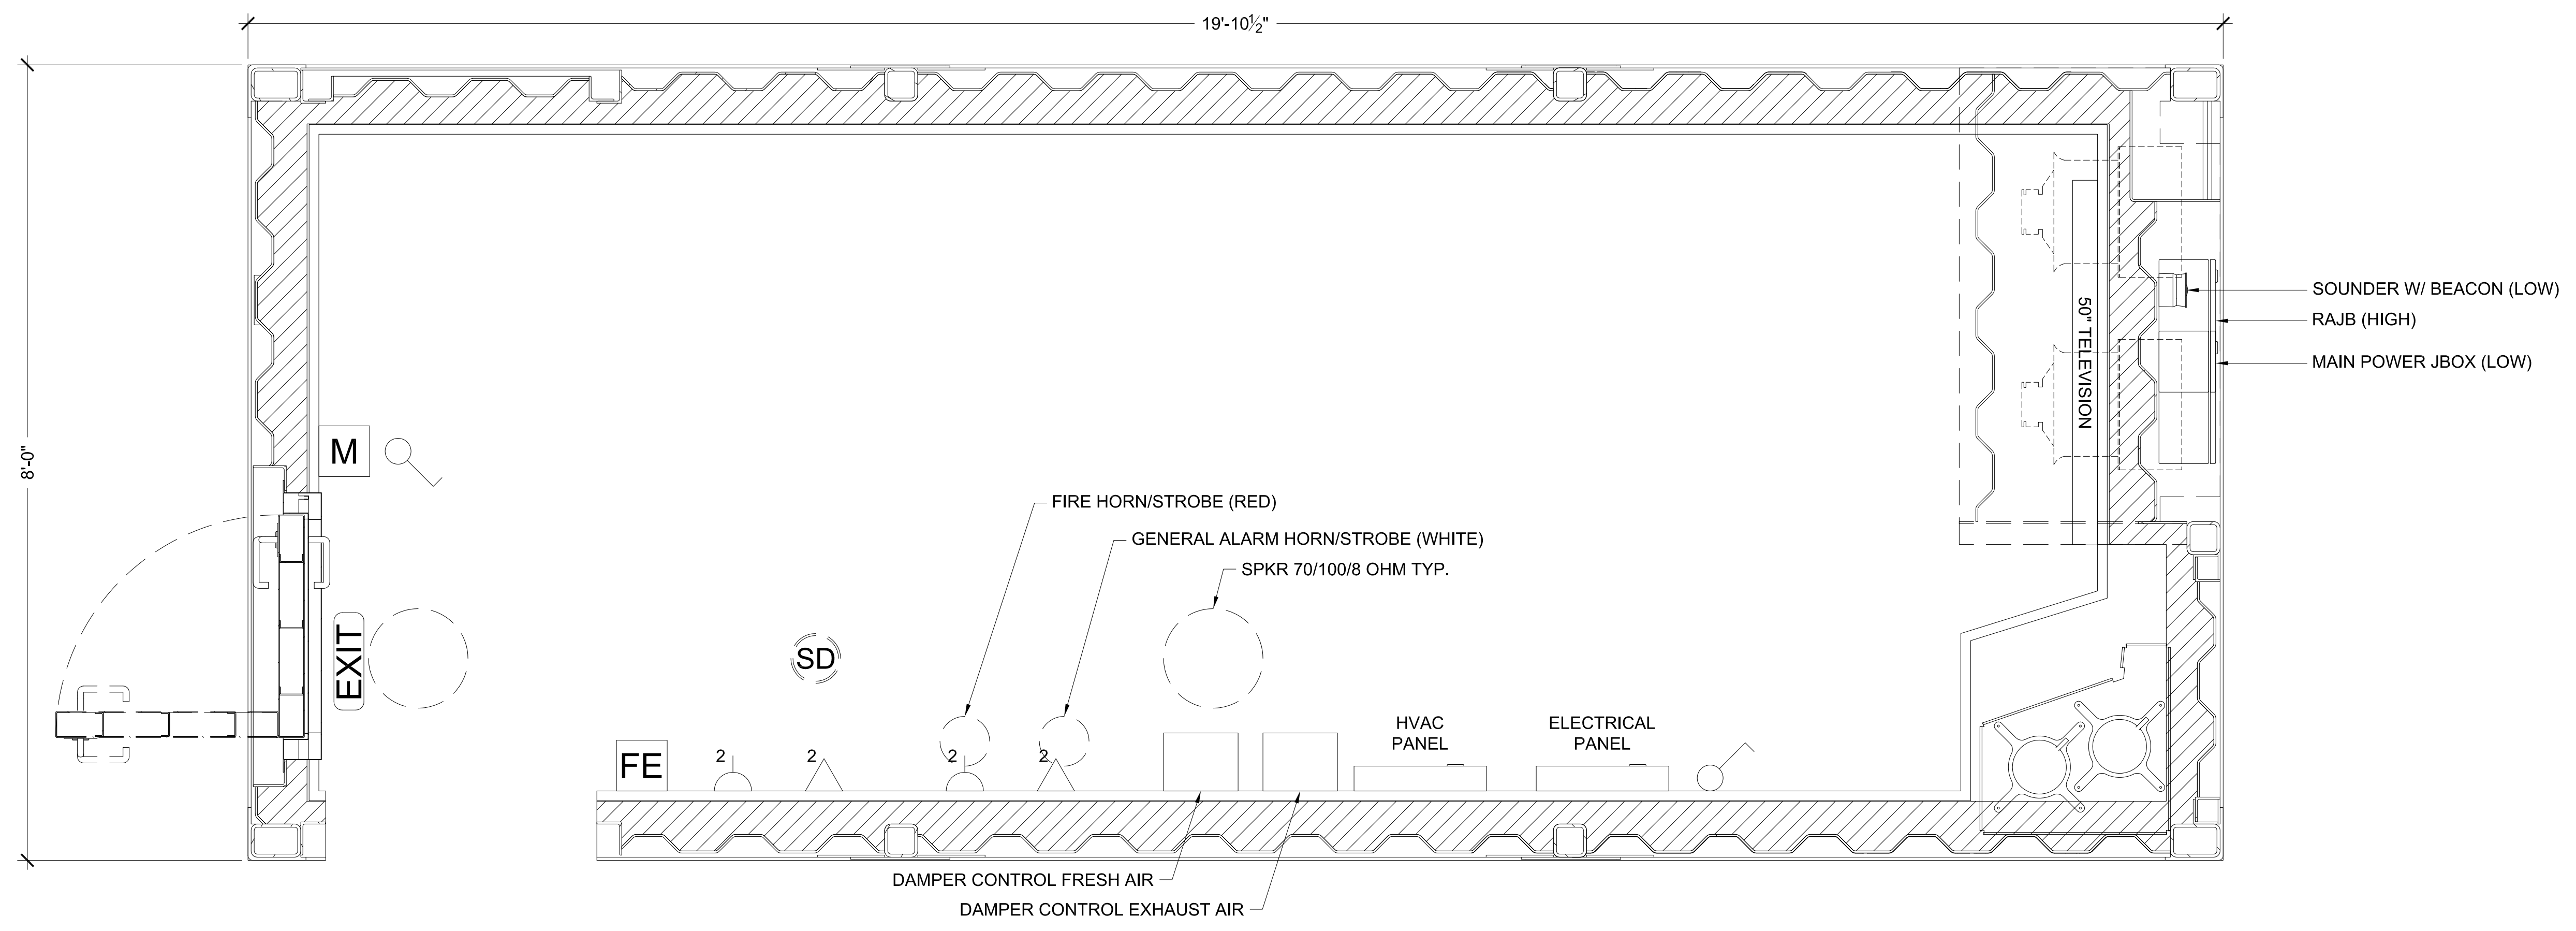 19'-10½"
8'-0"
SOUNDER W/ BEACON (LOW)
RAJB (HIGH)
MAIN POWER JBOX (LOW)
50" TELEVISION
M
FIRE HORN/STROBE (RED)
GENERAL ALARM HORN/STROBE (WHITE)
SPKR 70/100/8 OHM TYP.
EXIT
SD
HVAC
PANEL
ELECTRICAL
PANEL
FE
2
2
2
2
DAMPER CONTROL FRESH AIR
DAMPER CONTROL EXHAUST AIR